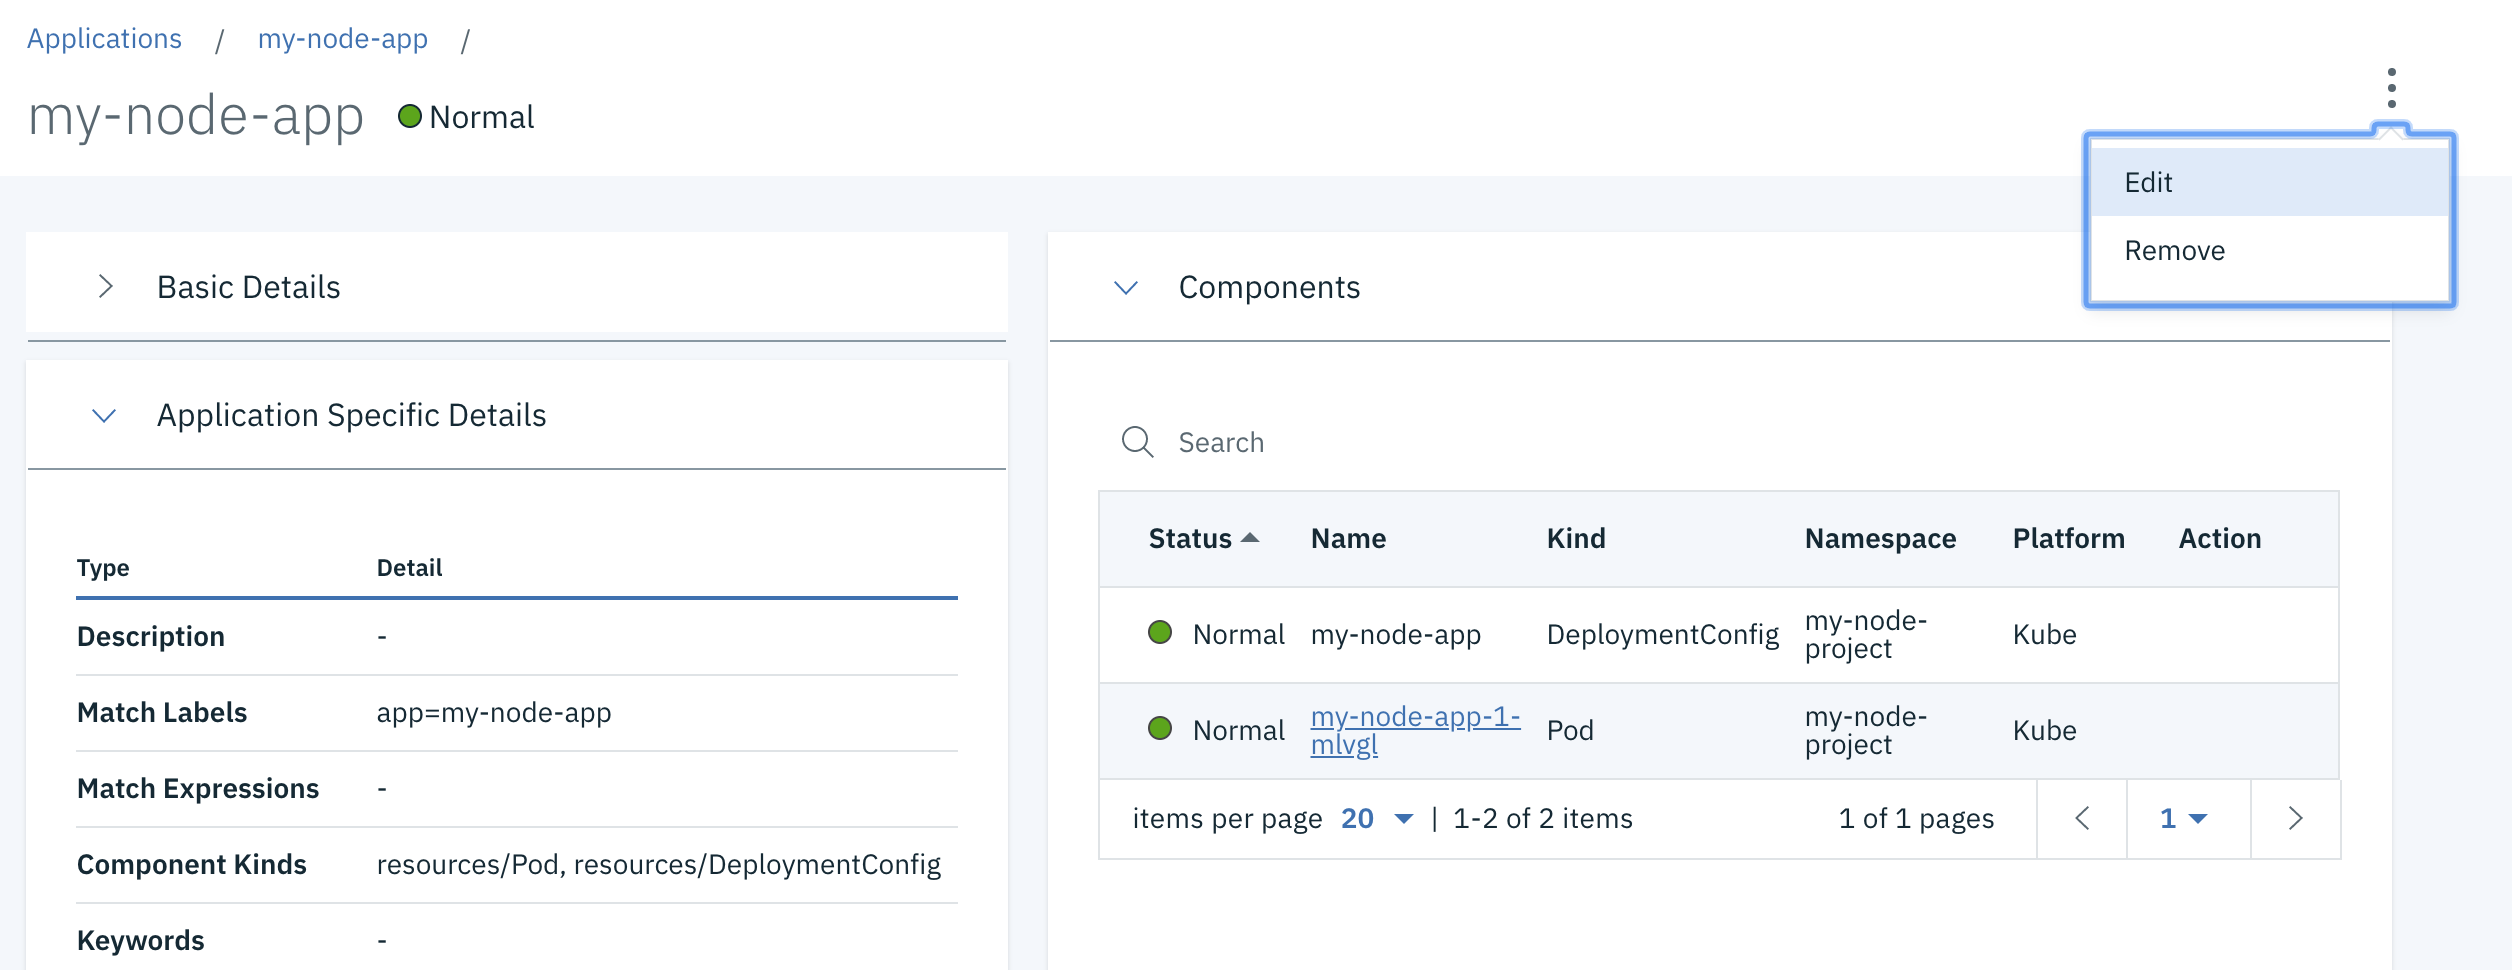 Applications / my-node-app /
my-node-app Normal
Edit
Remove
Basic Details
Application Specific Details
Type Detail
Description -
Match Labels app=my-node-app
Match Expressions -
Component Kinds resources/Pod, resources/DeploymentConfig
Keywords -
Components
Search
Status Name Kind Namespace Platform Action
Normal my-node-app DeploymentConfig my-node-
project Kube
Normal my-node-app-1-
mlvgl Pod my-node-
project Kube
items per page 20 | 1-2 of 2 items 1 of 1 pages 1